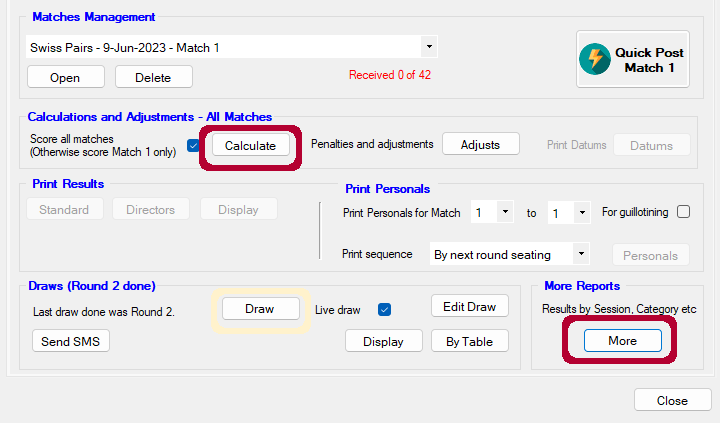 Matches Management
Swiss Pairs - 9-Jun-2023 - Match 1
Open
Delete
Received 0 of 42
Quick Post
Match 1
Calculations and Adjustments - All Matches
Score all matches
(Otherwise score Match 1 only)
Calculate
Penalties and adjustments
Adjusts
Print Datums
Datums
Print Results
Standard
Directors
Display
Print Personals
Print Personals for Match
1
to
1
For guillotining
Print sequence
By next round seating
Personals
Draws (Round 2 done)
Last draw done was Round 2.
Draw
Live draw
Edit Draw
Send SMS
Display
By Table
More Reports
Results by Session, Category etc
More
Close